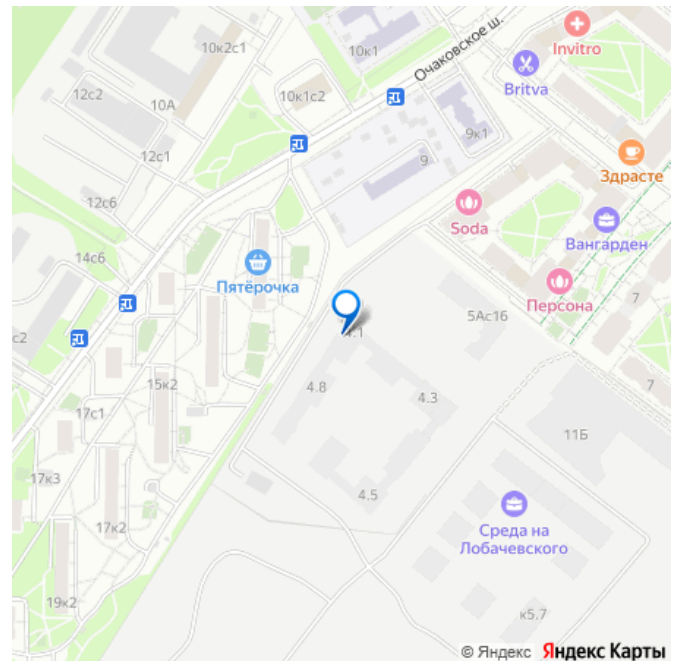 10к2с1
10к1
Очаковское ш.
Invitro
Britva
12с2
10А
10к1с2
9к1
12с1
9
Здрасте
12с6
Soda
Вангарден
14с6
Пятёрочка
Персона
7
с2
4.1
5Ас16
15к2
4.8
4.3
7
17с1
11Б
17к3
4.5
17к2
Среда на
Лобачевского
19к2
к5.7
© Яндекс Яндекс Карты